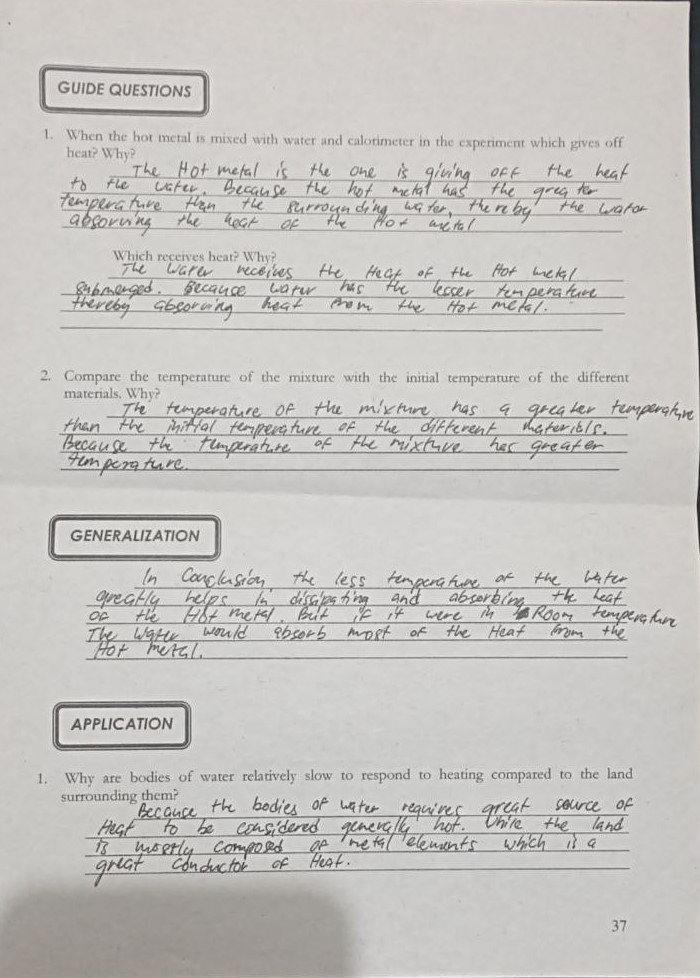 GUIDE QUESTIONS
1. When the hot metal is mixed with water and calorimeter in the experiment which gives off
heat? Why?
The Hot metal is the one is giving off the heat
to the water. Because the hot metal has the greater
temperature than the surrounding water, thereby the water
absorving the heat of the Hot metal
Which receives heat? Why?
The Water receives the Heat of the Hot metal
submerged. Because water has the lesser temperature
thereby absorving heat from the Hot metal.
2. Compare the temperature of the mixture with the initial temperature of the different
materials. Why?
The temperature of the mixture has a greater temperature
than the initial temperature of the different materials.
Because the temperature of the mixture has greater
temperature.
GENERALIZATION
In Conclusion, the less temperature of the water
greatly helps in dissipating and absorbing the heat
of the Hot metal. But if it were in Room temperature
The Water would absorb most of the Heat from the
Hot metal.
APPLICATION
1. Why are bodies of water relatively slow to respond to heating compared to the land
surrounding them?
Because the bodies of water requires great source of
Heat to be considered generally hot. While the land
is mostly composed of metal elements which is a
great conductor of Heat.
37